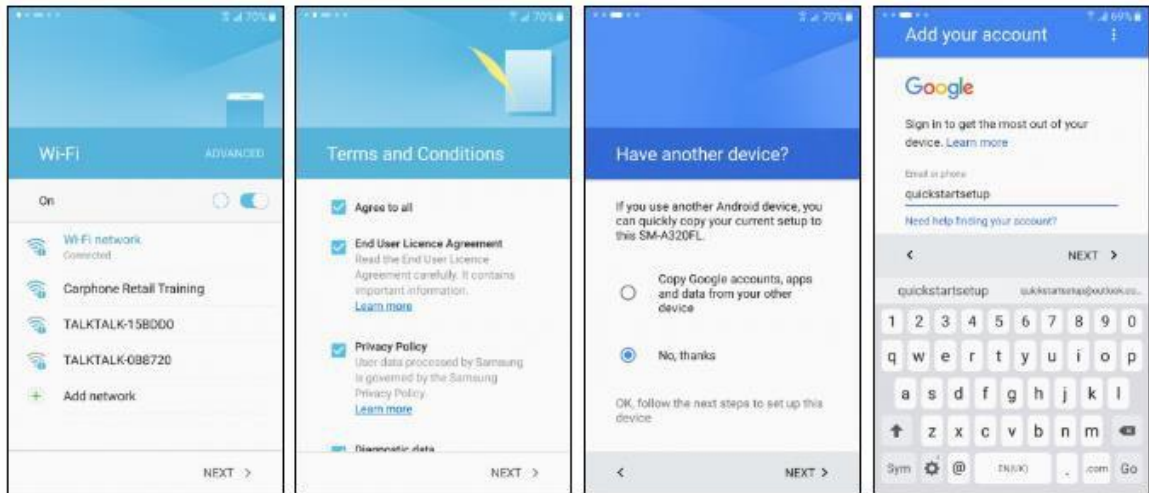 70%
Wi-Fi
ADVANCED
On
Wi-Fi network
Connected
Carphone Retail Training
TALKTALK-15BDD0
TALKTALK-0B8720
Add network
NEXT >
70%
Terms and Conditions
Agree to all
End User Licence Agreement
Read the End User Licence
Agreement carefully. It contains
important information.
Learn more
Privacy Policy
User data processed by Samsung
is governed by the Samsung
Privacy Policy.
Learn more
Diagnostic data
NEXT >
70%
Have another device?
If you use another Android device, you
can quickly copy your current setup to
this SM-A320FL.
Copy Google accounts, apps
and data from your other
device
No, thanks
OK, follow the next steps to set up this
device
< NEXT >
69%
Add your account
Google
Sign in to get the most out of your
device. Learn more
Email or phone
quickstartsetup
Need help finding your account?
< NEXT >
quickstartsetup
1 2 3 4 5 6 7 8 9 0
q w e r t y u i o p
a s d f g h j k l
z x c v b n m
Sym @ EN(UK) . .com Go